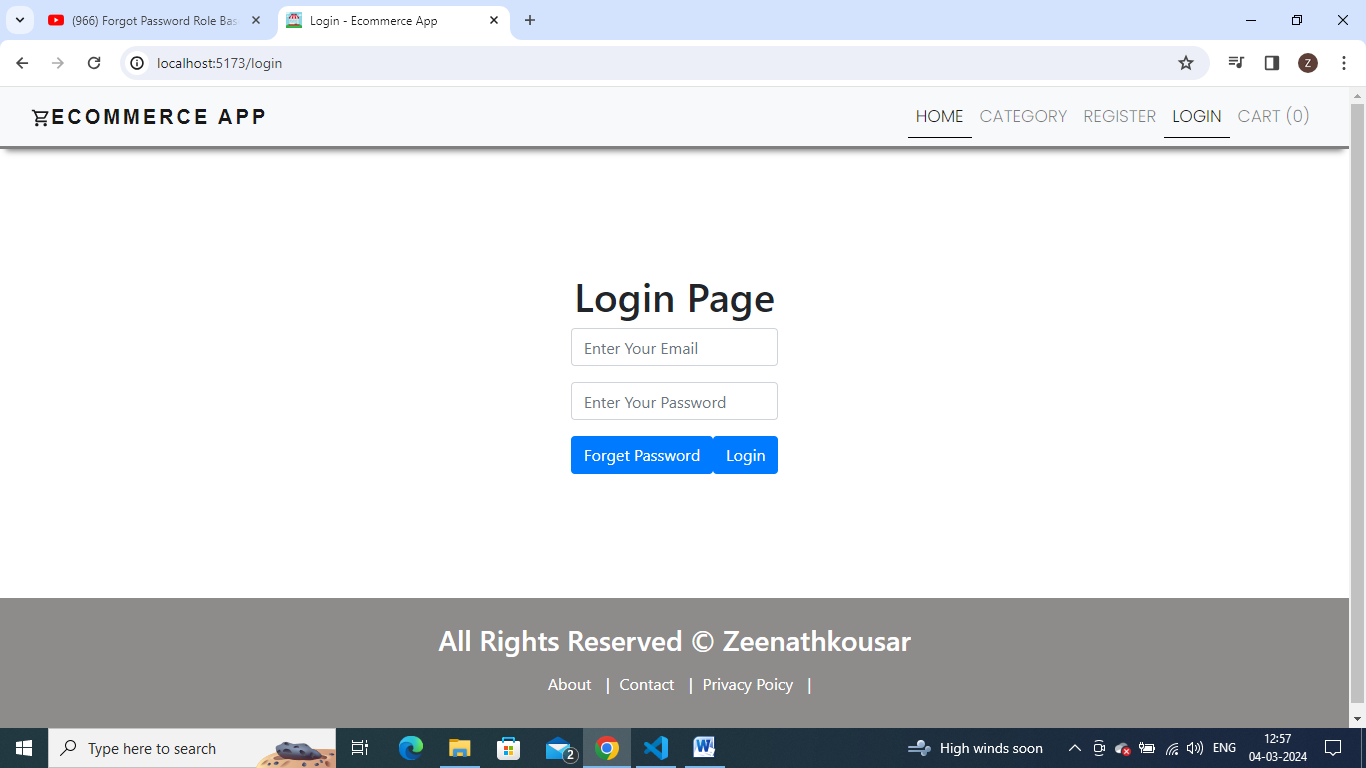 (966) Forgot Password Role Bas
Login - Ecommerce App
localhost:5173/login
Z
ECOMMERCE APP
HOME CATEGORY REGISTER LOGIN CART (0)
Login Page
Enter Your Email
Enter Your Password
Forget Password Login
All Rights Reserved © Zeenathkousar
About | Contact | Privacy Poicy |
Type here to search
2
W
High winds soon
ENG
12:57
04-03-2024